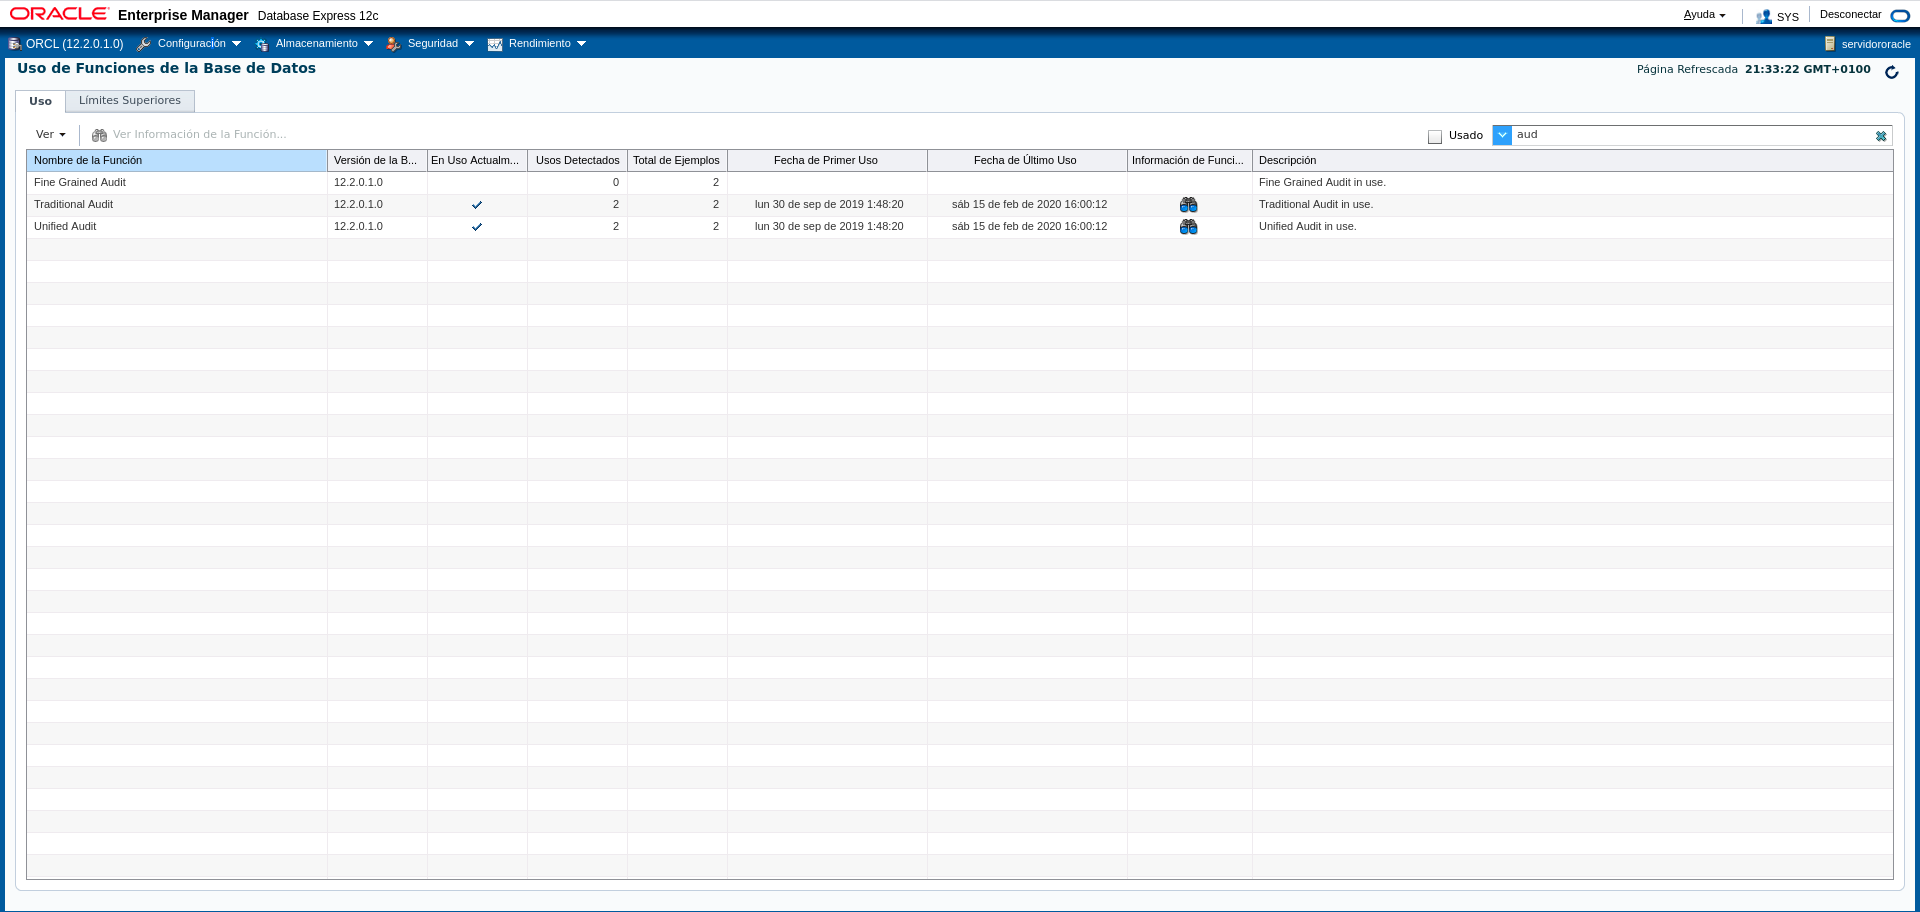 ORACLE Enterprise Manager Database Express 12c Ayuda SYS Desconectar
ORCL (12.2.0.1.0) Configuración Almacenamiento Seguridad Rendimiento servidororacle
Uso de Funciones de la Base de Datos Página Refrescada 21:33:22 GMT+0100
Uso Límites Superiores
Ver Ver Información de la Función... Usado aud
Nombre de la Función Versión de la B... En Uso Actualm... Usos Detectados Total de Ejemplos Fecha de Primer Uso Fecha de Último Uso Información de Funci... Descripción
Fine Grained Audit 12.2.0.1.0 0 2 Fine Grained Audit in use.
Traditional Audit 12.2.0.1.0 2 2 lun 30 de sep de 2019 1:48:20 sáb 15 de feb de 2020 16:00:12 Traditional Audit in use.
Unified Audit 12.2.0.1.0 2 2 lun 30 de sep de 2019 1:48:20 sáb 15 de feb de 2020 16:00:12 Unified Audit in use.